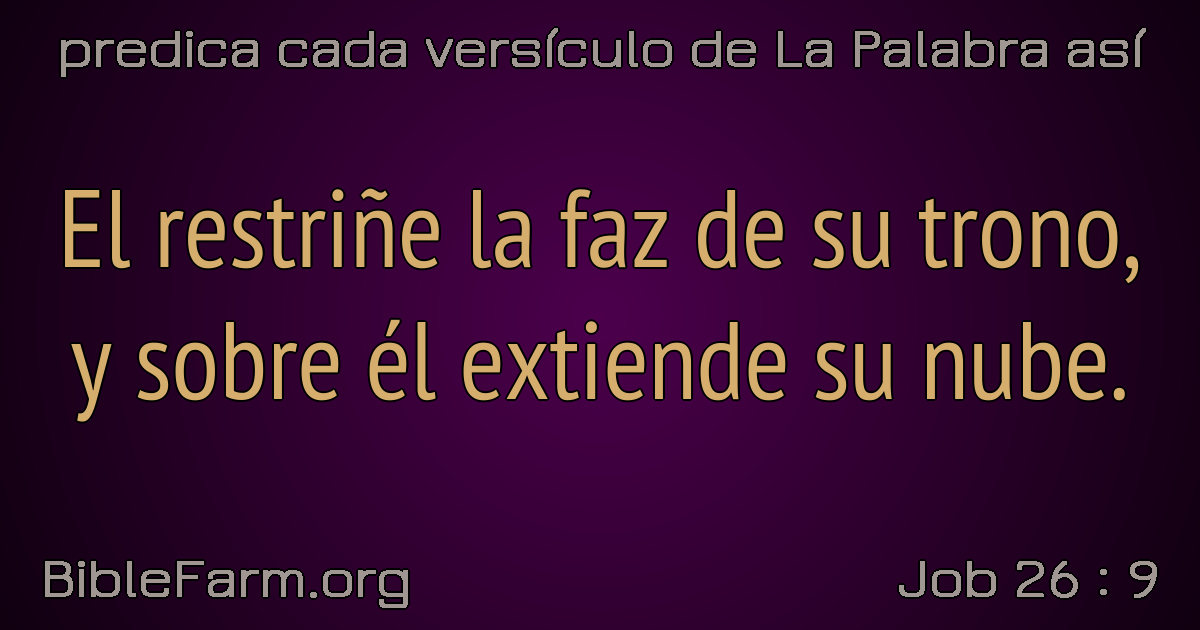 predica cada versículo de La Palabra así
El restriñe la faz de su trono,
y sobre él extiende su nube.
BibleFarm.org
Job 26 : 9